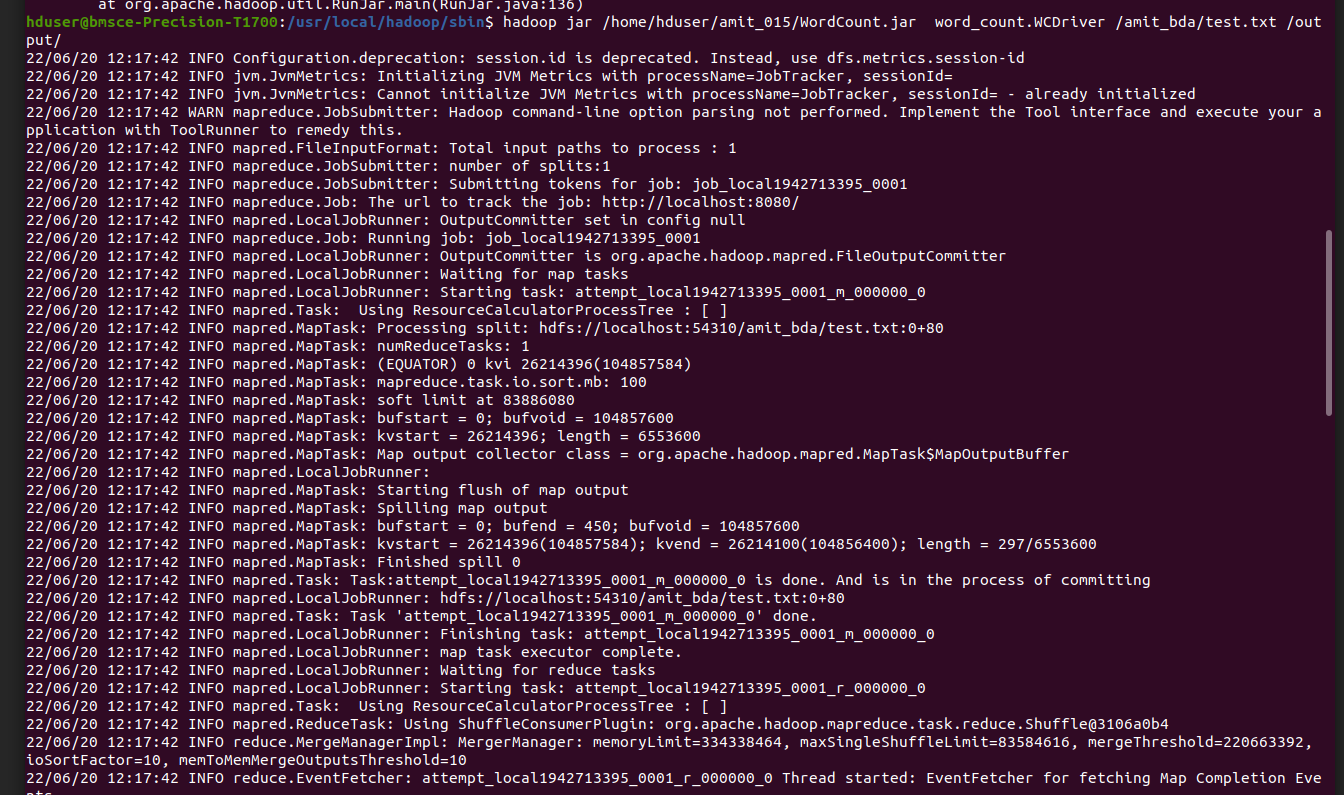 at org.apache.hadoop.util.RunJar.main(RunJar.java:136)
hduser@bmsce-Precision-T1700:/usr/local/hadoop/sbin$ hadoop jar /home/hduser/amit_015/WordCount.jar  word_count.WCDriver /amit_bda/test.txt /out
put/
22/06/20 12:17:42 INFO Configuration.deprecation: session.id is deprecated. Instead, use dfs.metrics.session-id
22/06/20 12:17:42 INFO jvm.JvmMetrics: Initializing JVM Metrics with processName=JobTracker, sessionId=
22/06/20 12:17:42 INFO jvm.JvmMetrics: Cannot initialize JVM Metrics with processName=JobTracker, sessionId= - already initialized
22/06/20 12:17:42 WARN mapreduce.JobSubmitter: Hadoop command-line option parsing not performed. Implement the Tool interface and execute your a
pplication with ToolRunner to remedy this.
22/06/20 12:17:42 INFO mapred.FileInputFormat: Total input paths to process : 1
22/06/20 12:17:42 INFO mapreduce.JobSubmitter: number of splits:1
22/06/20 12:17:42 INFO mapreduce.JobSubmitter: Submitting tokens for job: job_local1942713395_0001
22/06/20 12:17:42 INFO mapreduce.Job: The url to track the job: http://localhost:8080/
22/06/20 12:17:42 INFO mapred.LocalJobRunner: OutputCommitter set in config null
22/06/20 12:17:42 INFO mapreduce.Job: Running job: job_local1942713395_0001
22/06/20 12:17:42 INFO mapred.LocalJobRunner: OutputCommitter is org.apache.hadoop.mapred.FileOutputCommitter
22/06/20 12:17:42 INFO mapred.LocalJobRunner: Waiting for map tasks
22/06/20 12:17:42 INFO mapred.LocalJobRunner: Starting task: attempt_local1942713395_0001_m_000000_0
22/06/20 12:17:42 INFO mapred.Task:  Using ResourceCalculatorProcessTree : [ ]
22/06/20 12:17:42 INFO mapred.MapTask: Processing split: hdfs://localhost:54310/amit_bda/test.txt:0+80
22/06/20 12:17:42 INFO mapred.MapTask: numReduceTasks: 1
22/06/20 12:17:42 INFO mapred.MapTask: (EQUATOR) 0 kvi 26214396(104857584)
22/06/20 12:17:42 INFO mapred.MapTask: mapreduce.task.io.sort.mb: 100
22/06/20 12:17:42 INFO mapred.MapTask: soft limit at 83886080
22/06/20 12:17:42 INFO mapred.MapTask: bufstart = 0; bufvoid = 104857600
22/06/20 12:17:42 INFO mapred.MapTask: kvstart = 26214396; length = 6553600
22/06/20 12:17:42 INFO mapred.MapTask: Map output collector class = org.apache.hadoop.mapred.MapTask$MapOutputBuffer
22/06/20 12:17:42 INFO mapred.LocalJobRunner:
22/06/20 12:17:42 INFO mapred.MapTask: Starting flush of map output
22/06/20 12:17:42 INFO mapred.MapTask: Spilling map output
22/06/20 12:17:42 INFO mapred.MapTask: bufstart = 0; bufend = 450; bufvoid = 104857600
22/06/20 12:17:42 INFO mapred.MapTask: kvstart = 26214396(104857584); kvend = 26214100(104856400); length = 297/6553600
22/06/20 12:17:42 INFO mapred.MapTask: Finished spill 0
22/06/20 12:17:42 INFO mapred.Task: Task:attempt_local1942713395_0001_m_000000_0 is done. And is in the process of committing
22/06/20 12:17:42 INFO mapred.LocalJobRunner: hdfs://localhost:54310/amit_bda/test.txt:0+80
22/06/20 12:17:42 INFO mapred.Task: Task 'attempt_local1942713395_0001_m_000000_0' done.
22/06/20 12:17:42 INFO mapred.LocalJobRunner: Finishing task: attempt_local1942713395_0001_m_000000_0
22/06/20 12:17:42 INFO mapred.LocalJobRunner: map task executor complete.
22/06/20 12:17:42 INFO mapred.LocalJobRunner: Waiting for reduce tasks
22/06/20 12:17:42 INFO mapred.LocalJobRunner: Starting task: attempt_local1942713395_0001_r_000000_0
22/06/20 12:17:42 INFO mapred.Task:  Using ResourceCalculatorProcessTree : [ ]
22/06/20 12:17:42 INFO mapred.ReduceTask: Using ShuffleConsumerPlugin: org.apache.hadoop.mapreduce.task.reduce.Shuffle@3106a0b4
22/06/20 12:17:42 INFO reduce.MergeManagerImpl: MergerManager: memoryLimit=334338464, maxSingleShuffleLimit=83584616, mergeThreshold=220663392,
ioSortFactor=10, memToMemMergeOutputsThreshold=10
22/06/20 12:17:42 INFO reduce.EventFetcher: attempt_local1942713395_0001_r_000000_0 Thread started: EventFetcher for fetching Map Completion Eve
nts